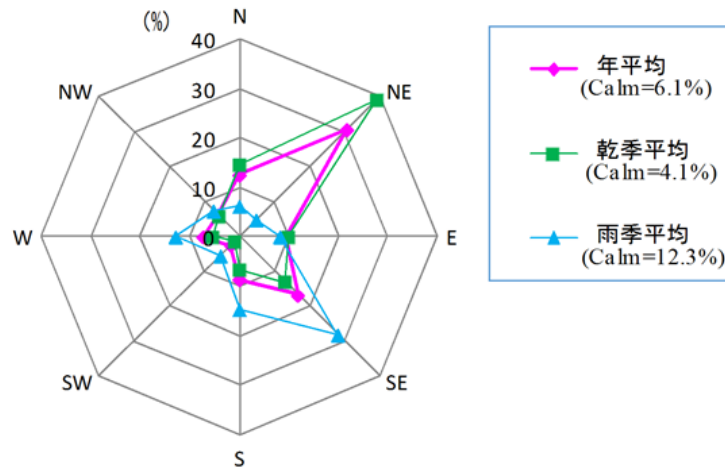 (%)
N
NE
E
SE
S
SW
W
NW
40
30
20
10
0
年平均
(Calm=6.1%)
乾季平均
(Calm=4.1%)
雨季平均
(Calm=12.3%)